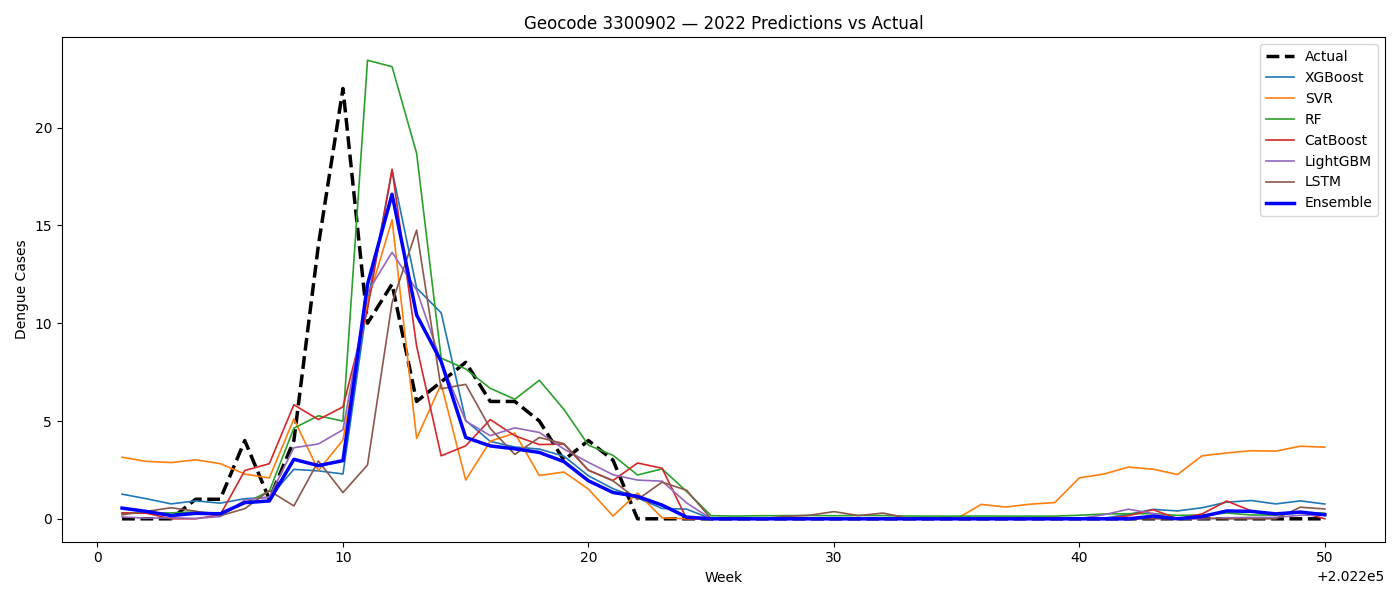 Geocode 3300902 — 2022 Predictions vs Actual
Dengue Cases
20
15
10
5
0
Actual
XGBoost
SVR
RF
CatBoost
LightGBM
LSTM
Ensemble
0 10 20 30 40 50
Week
+2.022e5